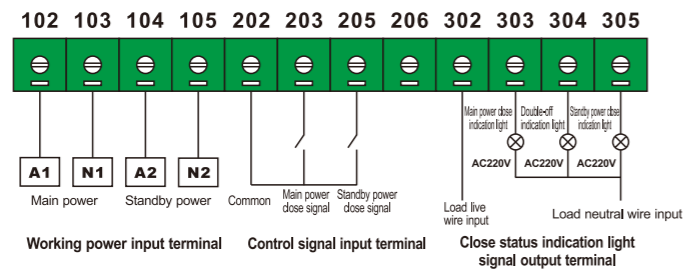 102 103 104 105 202 203 205 206 302 303 304 305
Main power close
indication light
Double-off
indication light
Standby power close
indication light
AC220V AC220V AC220V
A1 N1 A2 N2
Main power
Standby power
Common
Main power
close signal
Standby power
close signal
Load live
wire input
Load neutral wire input
Working power input terminal
Control signal input terminal
Close status indication light
signal output terminal